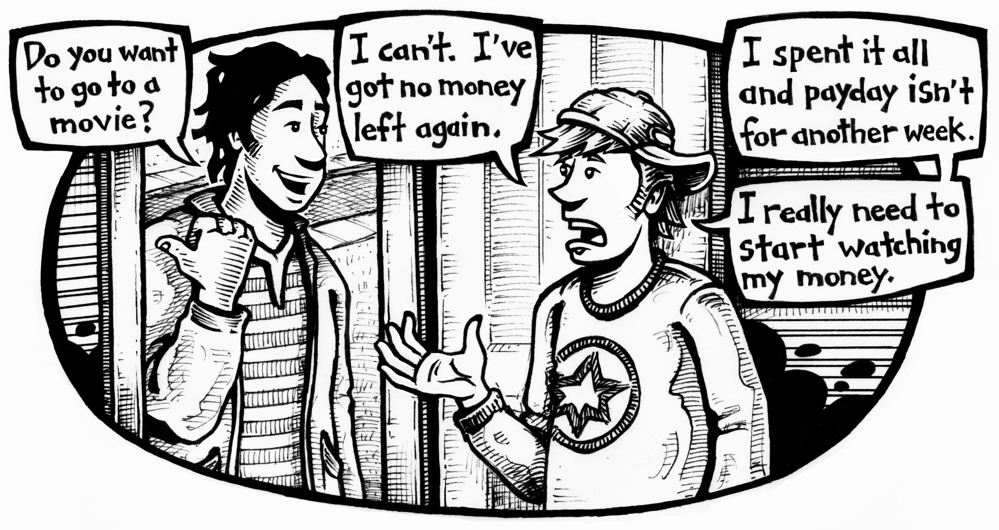 Do you want
to go to a
movie?
I can't. I've
got no money
left again.
I spent it all
and payday isn't
for another week.
I really need to
start watching
my money.